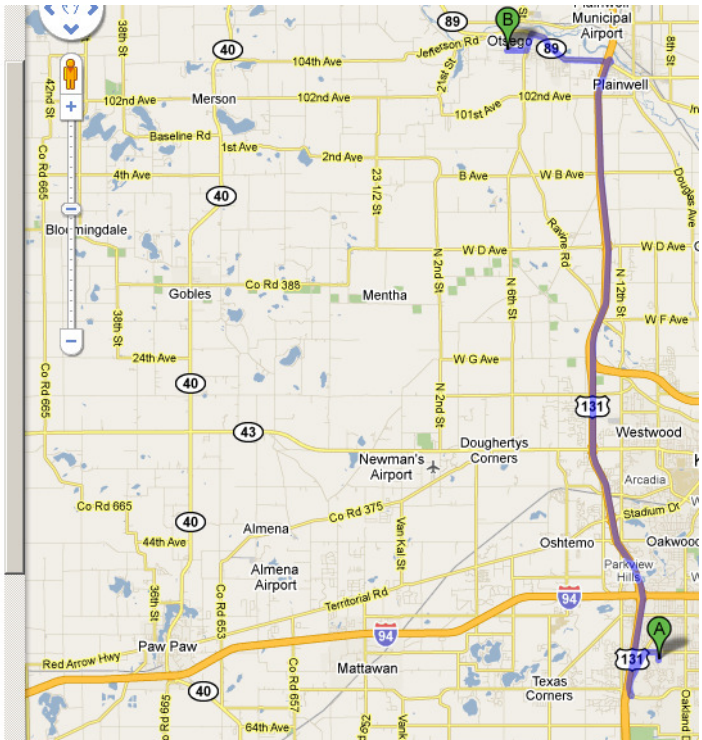 Plainwell
Municipal
Airport
89
B
Otsego
89
Jefferson Rd
38th St
40
104th Ave
21st St
8th St
42nd St
102nd Ave
Merson
102nd Ave
102nd Ave
Plainwell
101st Ave
Baseline Rd
1st Ave
2nd Ave
4th Ave
23 1/2 St
B Ave
W B Ave
Douglas Ave
Co Rd 665
40
Bloomingdale
N 2nd St
W D Ave
W D Ave
Ravine Rd
Co Rd 388
Gobles
Mentha
N 6th St
N 12th St
38th St
W F Ave
24th Ave
W G Ave
Co Rd 665
40
N 2nd St
131
43
Westwood
Doughertys
Corners
Newman's
Airport
Arcadia
Co Rd 665
Co Rd 375
Stadium Dr
40
Almena
Van Kal St
44th Ave
Oshtemo
Oakwood
Parkview
Hills
Almena
Airport
36th St
Co Rd 653
Territorial Rd
94
94
A
Paw Paw
Red Arrow Hwy
Mattawan
131
Texas
Corners
40
Co Rd 657
Co Rd 665
64th Ave
Oakland D